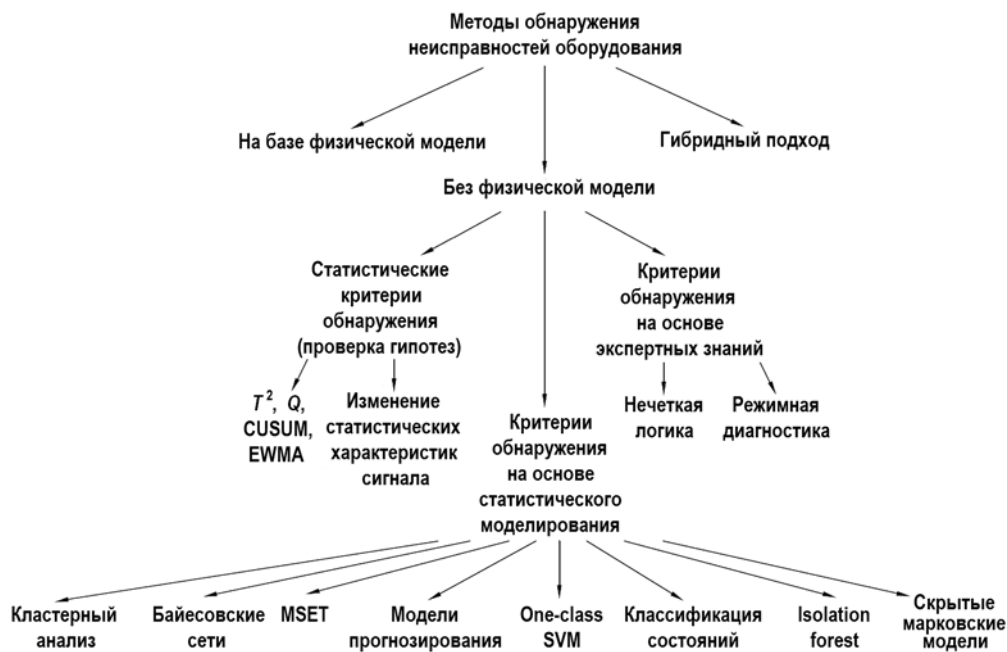 Методы обнаружения
неисправностей оборудования
На базе физической модели
Гибридный подход
Без физической модели
Статистические
критерии
обнаружения
(проверка гипотез)
Критерии
обнаружения
на основе
экспертных знаний
T², Q,
CUSUM,
EWMA
Изменение
статистических
характеристик
сигнала
Критерии
обнаружения
на основе
статистического
моделирования
Нечеткая
логика
Режимная
диагностика
Кластерный
анализ
Байесовские
сети
MSET
Модели
прогнозирования
One-class
SVM
Классификация
состояний
Isolation
forest
Скрытые
марковские
модели